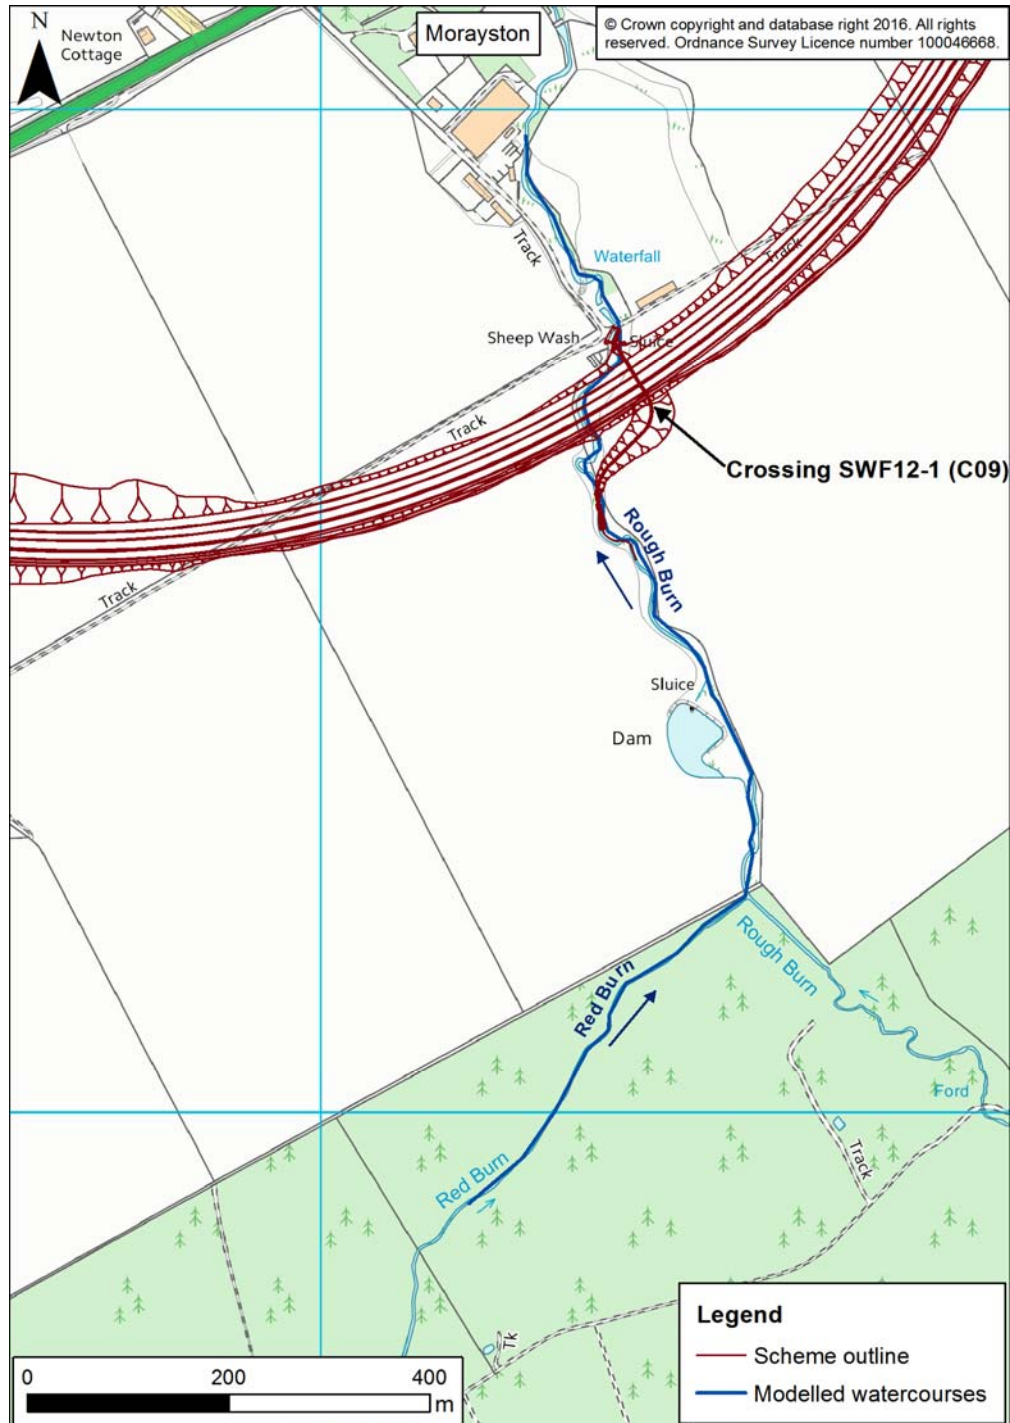 N
Newton
Cottage
Morayston
© Crown copyright and database right 2016. All rights
reserved. Ordnance Survey Licence number 100046668.
Track
Waterfall
Track
Sheep Wash
Sluice
Track
Crossing SWF12-1 (C09)
Rough Burn
Track
Sluice
Dam
Rough Burn
Red Burn
Ford
Track
Red Burn
Tk
Legend
Scheme outline
Modelled watercourses
0 200 400
m